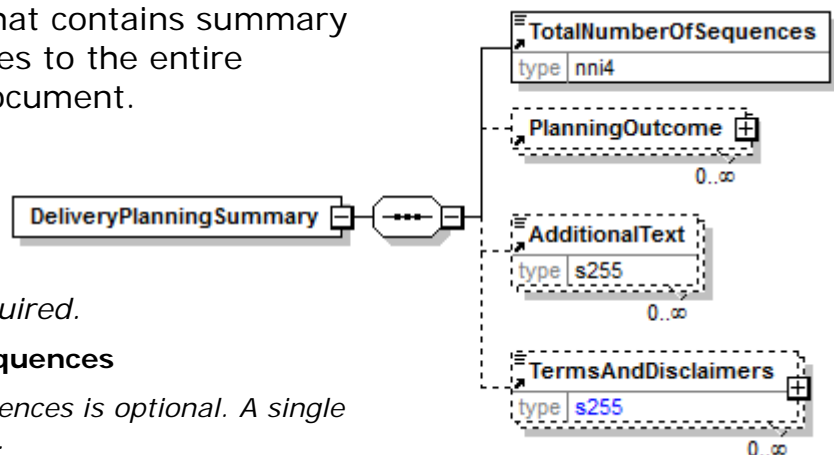 hat contains summary
es to the entire
ocument.
uired.
quences
ences is optional. A single
DeliveryPlanningSummary
TotalNumberOfSequences
type nni4
PlanningOutcome
0..∞
AdditionalText
type s255
0..∞
TermsAndDisclaimers
type s255
0..∞